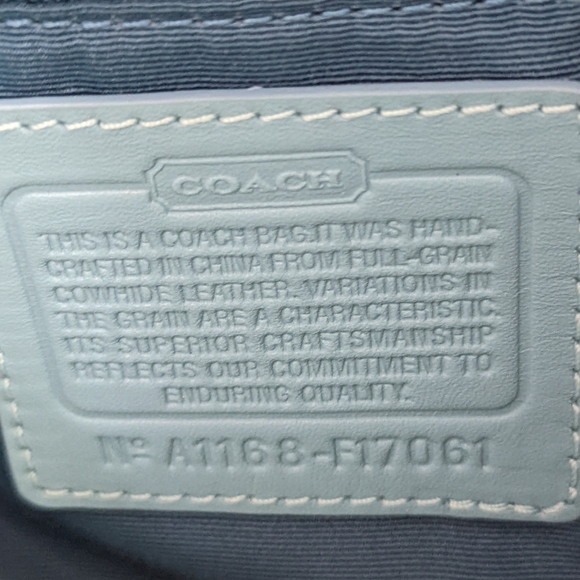 COACH
THIS IS A COACH BAG.IT WAS HAND-
CRAFTED IN CHINA FROM FULL-GRAIN
COWHIDE LEATHER. VARIATIONS IN
THE GRAIN ARE A CHARACTERISTIC.
ITS SUPERIOR CRAFTSMANSHIP
REFLECTS OUR COMMITMENT TO
ENDURING QUALITY.
Nº A1168-F17061